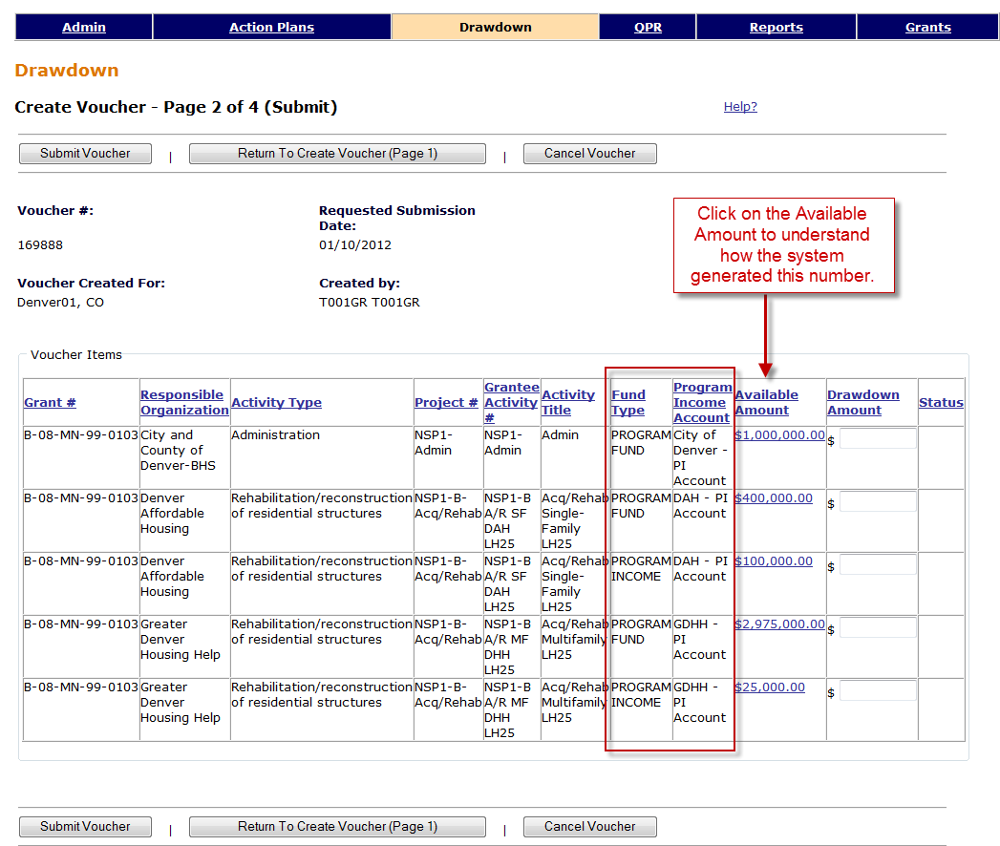 Admin Action Plans Drawdown QPR Reports Grants
Drawdown
Create Voucher - Page 2 of 4 (Submit) Help?
Submit Voucher | Return To Create Voucher (Page 1) | Cancel Voucher
Voucher #:
169888
Requested Submission
Date:
01/10/2012
Voucher Created For:
Denver01, CO
Created by:
T001GR T001GR
Click on the Available
Amount to understand
how the system
generated this number.
Voucher Items
Grant #
Responsible
Organization
Activity Type
Project #
Grantee
Activity
#
Activity
Title
Fund
Type
Program
Income
Account
Available
Amount
Drawdown
Amount
Status
B-08-MN-99-0103
City and
County of
Denver-BHS
Administration
NSP1-
Admin
NSP1-
Admin
Admin
PROGRAM
FUND
City of
Denver -
PI
Account
$1,000,000.00
$
B-08-MN-99-0103
Denver
Affordable
Housing
Rehabilitation/reconstruction
of residential structures
NSP1-B-
Acq/Rehab
NSP1-B
A/R SF
DAH
LH25
Acq/Rehab
Single-
Family
LH25
PROGRAM
FUND
DAH - PI
Account
$400,000.00
$
B-08-MN-99-0103
Denver
Affordable
Housing
Rehabilitation/reconstruction
of residential structures
NSP1-B-
Acq/Rehab
NSP1-B
A/R SF
DAH
LH25
Acq/Rehab
Single-
Family
LH25
PROGRAM
INCOME
DAH - PI
Account
$100,000.00
$
B-08-MN-99-0103
Greater
Denver
Housing Help
Rehabilitation/reconstruction
of residential structures
NSP1-B-
Acq/Rehab
NSP1-B
A/R MF
DHH
LH25
Acq/Rehab
Multifamily
LH25
PROGRAM
FUND
GDHH -
PI
Account
$2,975,000.00
$
B-08-MN-99-0103
Greater
Denver
Housing Help
Rehabilitation/reconstruction
of residential structures
NSP1-B-
Acq/Rehab
NSP1-B
A/R MF
DHH
LH25
Acq/Rehab
Multifamily
LH25
PROGRAM
INCOME
GDHH -
PI
Account
$25,000.00
$
Submit Voucher | Return To Create Voucher (Page 1) | Cancel Voucher